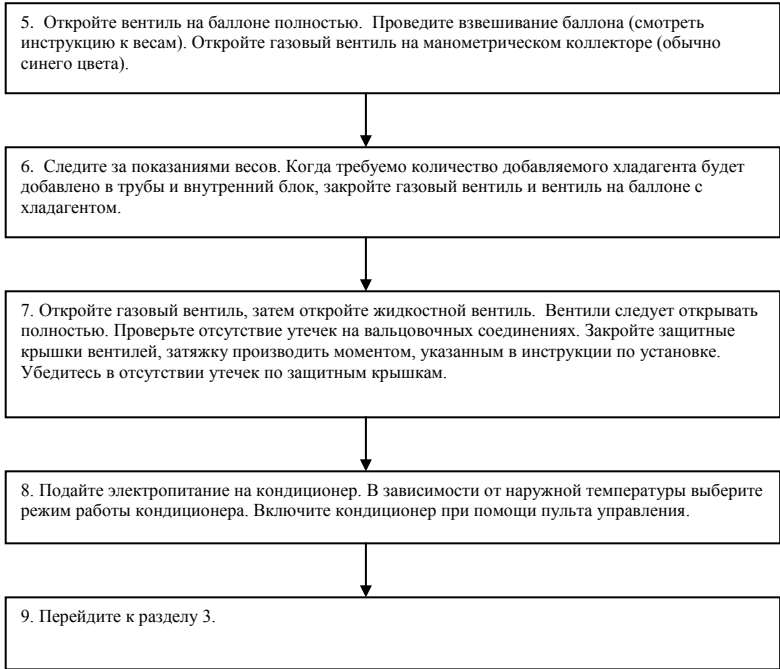 5.  Откройте вентиль на баллоне полностью.  Проведите взвешивание баллона (смотреть
инструкцию к весам). Откройте газовый вентиль на манометрическом коллекторе (обычно
синего цвета).
6.  Следите за показаниями весов. Когда требуемо количество добавляемого хладагента будет
добавлено в трубы и внутренний блок, закройте газовый вентиль и вентиль на баллоне с
хладагентом.
7. Откройте газовый вентиль, затем откройте жидкостной вентиль.  Вентили следует открывать
полностью. Проверьте отсутствие утечек на вальцовочных соединениях. Закройте защитные
крышки вентилей, затяжку производить моментом, указанным в инструкции по установке.
Убедитесь в отсутствии утечек по защитным крышкам.
8. Подайте электропитание на кондиционер. В зависимости от наружной температуры выберите
режим работы кондиционера. Включите кондиционер при помощи пульта управления.
9. Перейдите к разделу 3.